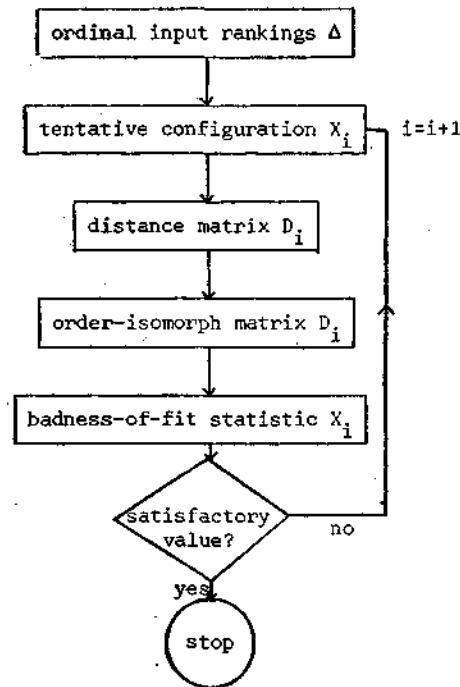 ordinal input rankings Δ
tentative configuration X_i
i=i+1
distance matrix D_i
order-isomorph matrix D_i
badness-of-fit statistic X_i
satisfactory
value?
no
yes
stop